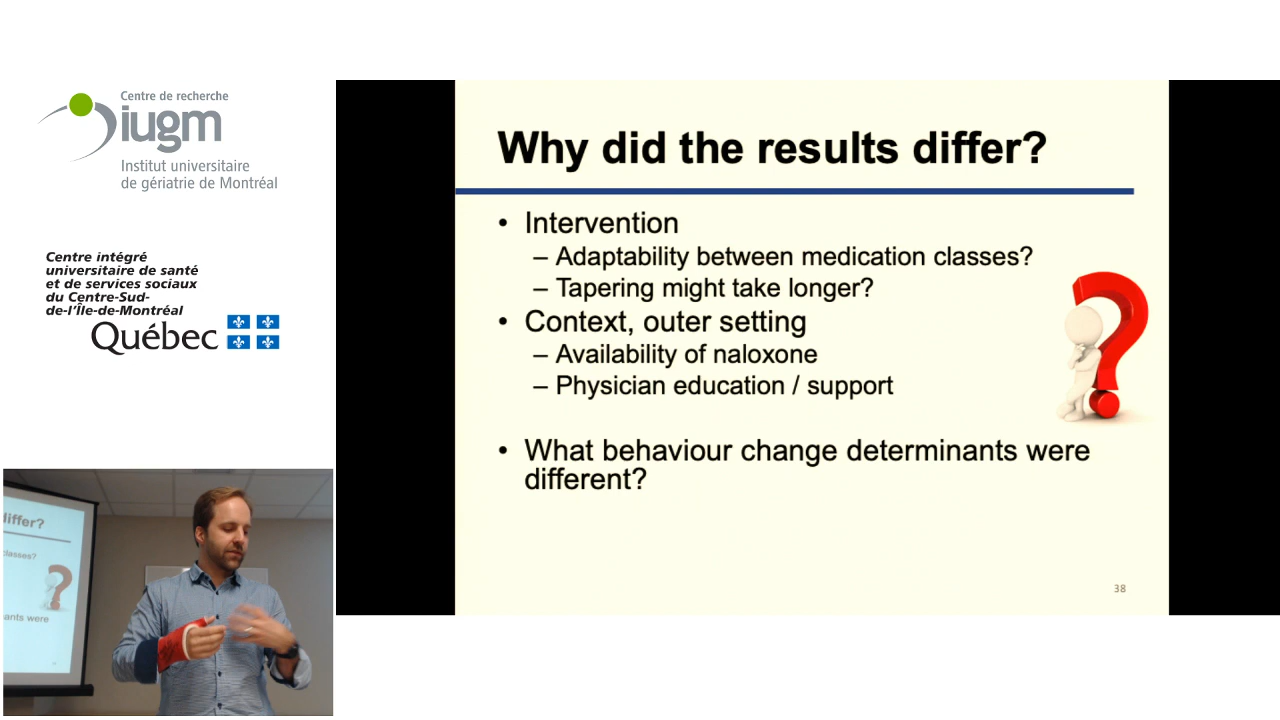 Centre de recherche
iugm
Institut universitaire
de gériatrie de Montréal
Centre intégré
universitaire de santé
et de services sociaux
du Centre-Sud-
de-l'Île-de-Montréal
Québec
Why did the results differ?
• Intervention
– Adaptability between medication classes?
– Tapering might take longer?
• Context, outer setting
– Availability of naloxone
– Physician education / support
• What behaviour change determinants were
different?
38
differ?
classes?
ants were